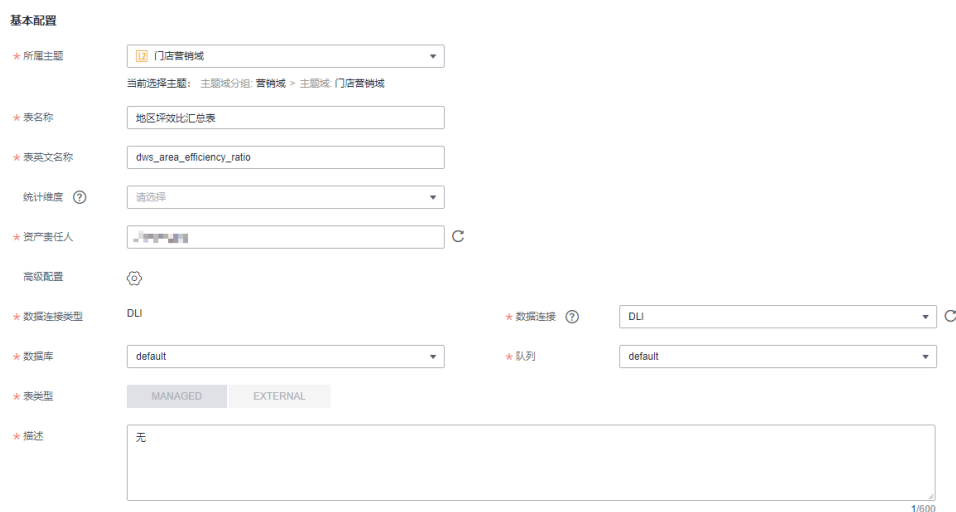 基本配置
* 所属主题 L2 门店营销域
当前选择主题: 主题域分组: 营销域 > 主题域: 门店营销域
* 表名称 地区坪效比汇总表
* 表英文名称 dws_area_efficiency_ratio
统计维度 ? 请选择
* 资产责任人
高级配置
* 数据连接类型 DLI * 数据连接 ? DLI
* 数据库 default * 队列 default
* 表类型 MANAGED EXTERNAL
* 描述 无
1/600